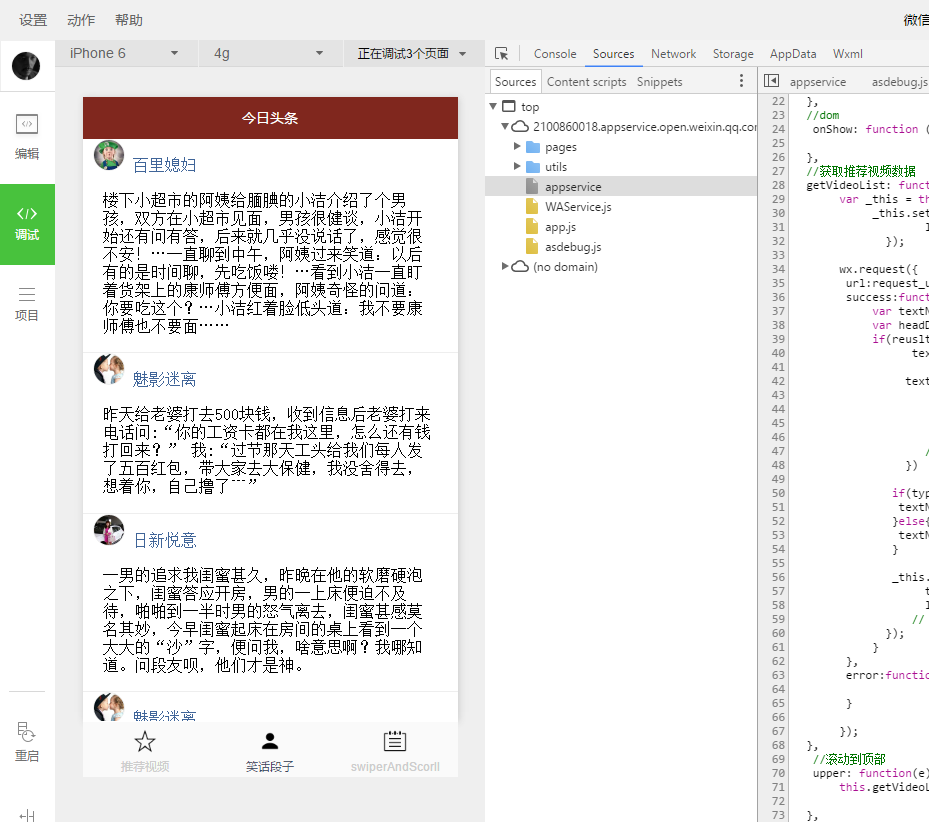 设置 动作 帮助 微信
iPhone 6 4g 正在调试3个页面 Console Sources Network Storage AppData Wxml
Sources Content scripts Snippets appservice asdebug.js
编辑
调试
项目
重启
今日头条
百里媳妇
楼下小超市的阿姨给腼腆的小洁介绍了个男
孩，双方在小超市见面，男孩很健谈，小洁开
始还有问有答，后来就几乎没说话了，感觉很
不安！…一直聊到中午，阿姨过来笑道：以后
有的是时间聊，先吃饭喽！…看到小洁一直盯
着货架上的康师傅方便面，阿姨奇怪的问道：
你要吃这个？…小洁红着脸低头道：我不要康
师傅也不要面……
魅影迷离
昨天给老婆打去500块钱，收到信息后老婆打来
电话问:“你的工资卡都在我这里，怎么还有钱
打回来？” 我:“过节那天工头给我们每人发
了五百红包，带大家去大保健，我没舍得去，
想着你，自己撸了~~~”
日新悦意
一男的追求我闺蜜甚久，昨晚在他的软磨硬泡
之下，闺蜜答应开房，男的一上床便迫不及
待，啪啪到一半时男的怒气离去，闺蜜甚感莫
名其妙，今早闺蜜起床在房间的桌上看到一个
大大的“沙”字，便问我，啥意思啊？我哪知
道。问段友呗，他们才是神。
魅影迷离
推荐视频 笑话段子 swiperAndScorll
top
2100860018.appservice.open.weixin.qq.com
pages
utils
appservice
WAService.js
app.js
asdebug.js
(no domain)
22 },
23 //dom
24 onShow: function (
25
26 },
27 //获取推荐视频数据
28 getVideoList: funct
29 var _this = th
30 _this.set
31 l
32 });
33
34 wx.request({
35 url:request_u
36 success:funct
37 var textN
38 var headD
39 if(reuslt
40 tex
41
42 text
43
44
45
46
47 /
48 })
49
50 if(typ
51 textN
52 }else{
53 textN
54 }
55
56 _this.
57 t
58 l
59 //
60 });
61 }
62 },
63 error:functio
64
65 }
66
67 });
68 },
69 //滚动到顶部
70 upper: function(e)
71 this.getVideoL
72
73 },